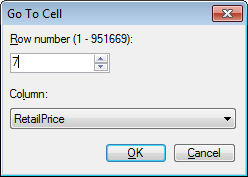 Go To Cell
Row number (1 - 951669):
7
Column:
RetailPrice
OK Cancel